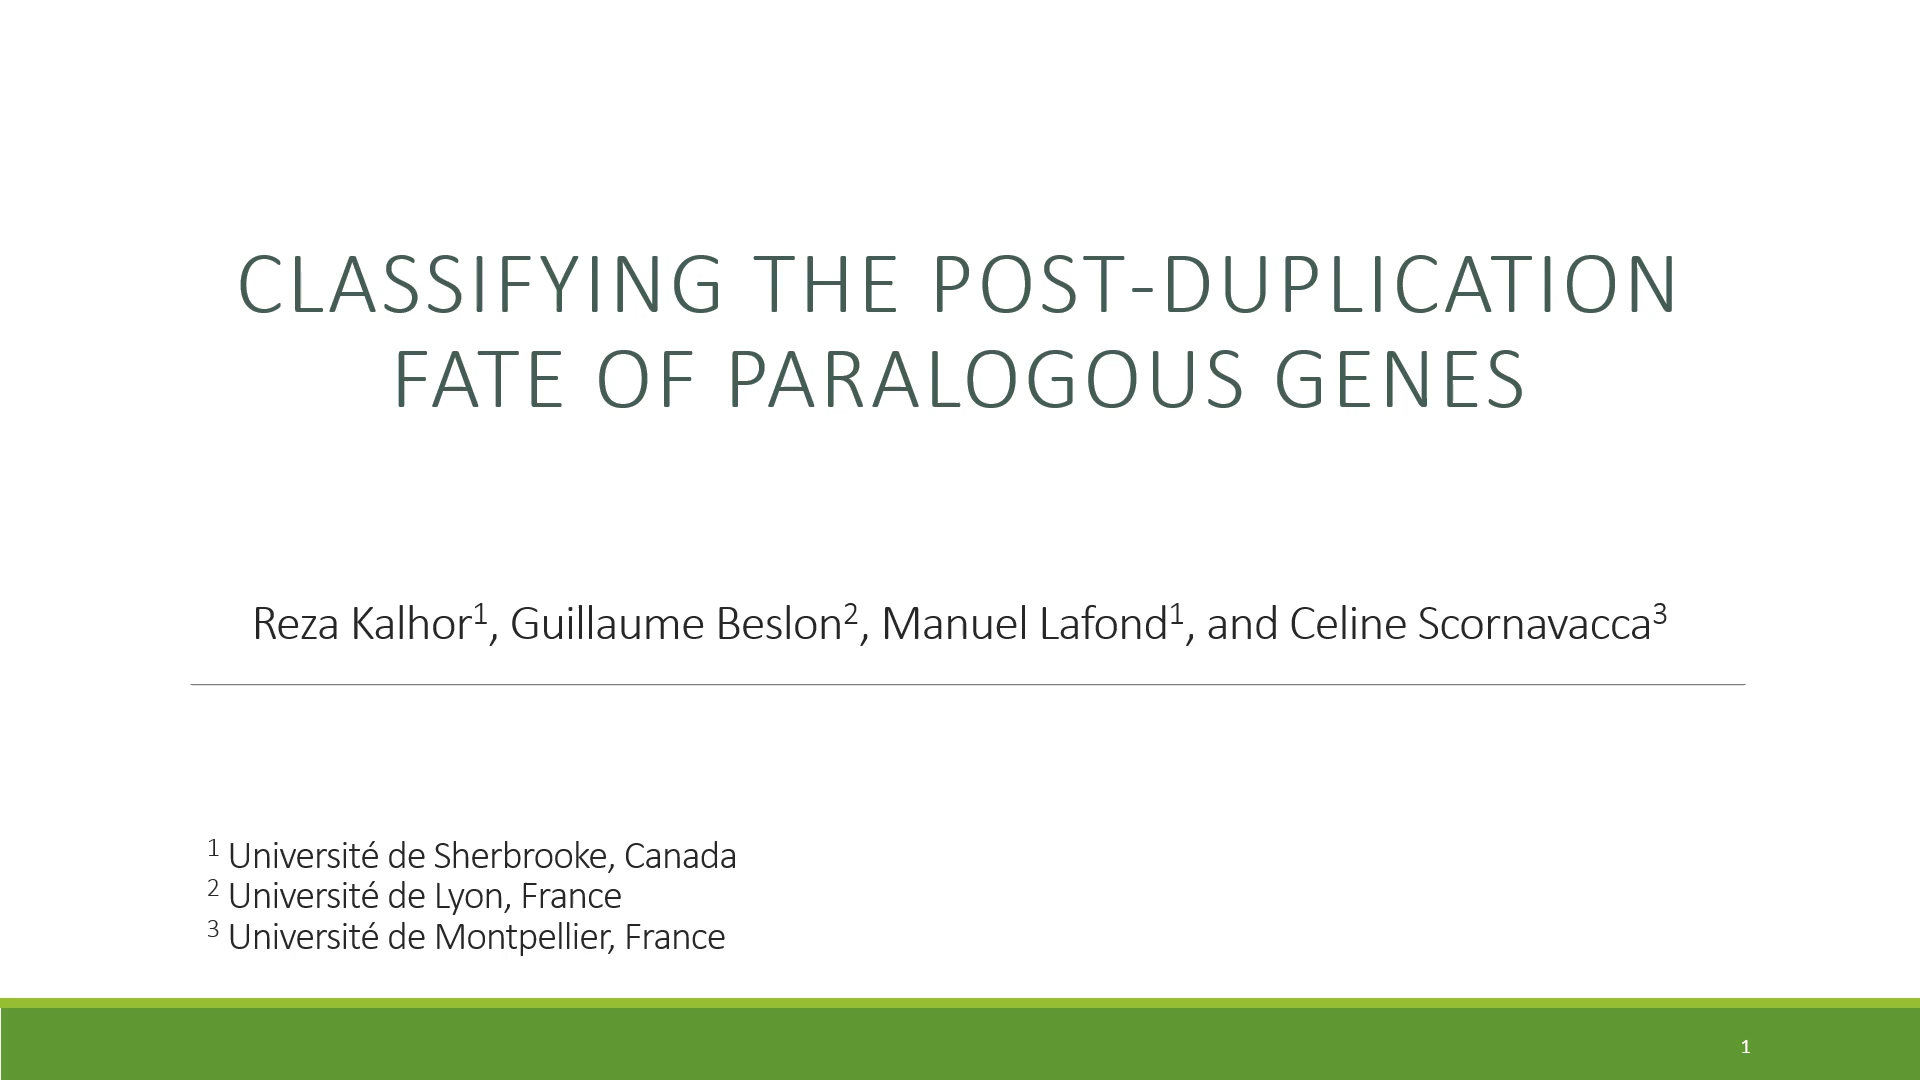 CLASSIFYING THE POST-DUPLICATION
FATE OF PARALOGOUS GENES
Reza Kalhor¹, Guillaume Beslon², Manuel Lafond¹, and Celine Scornavacca³
¹ Université de Sherbrooke, Canada
² Université de Lyon, France
³ Université de Montpellier, France
1